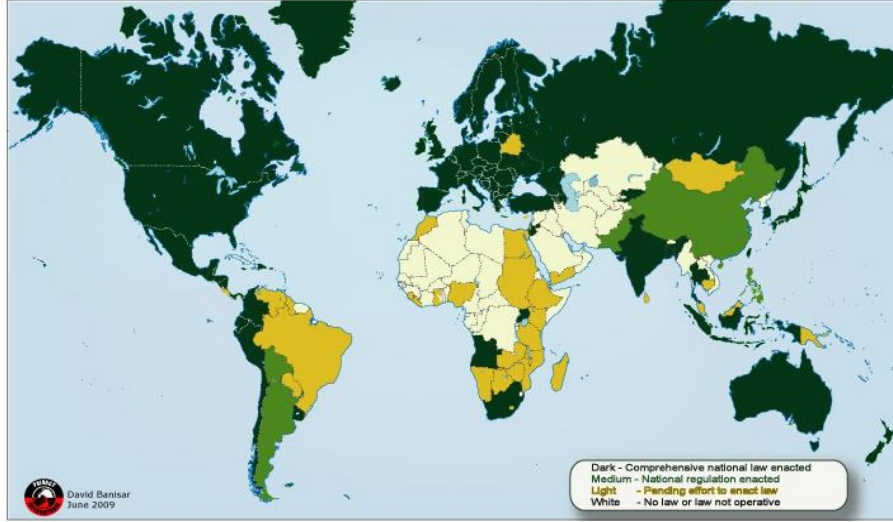 Dark - Comprehensive national law enacted
Medium - National regulation enacted
Light - Pending effort to enact law
White - No law or law not operative
David Banisar
June 2009